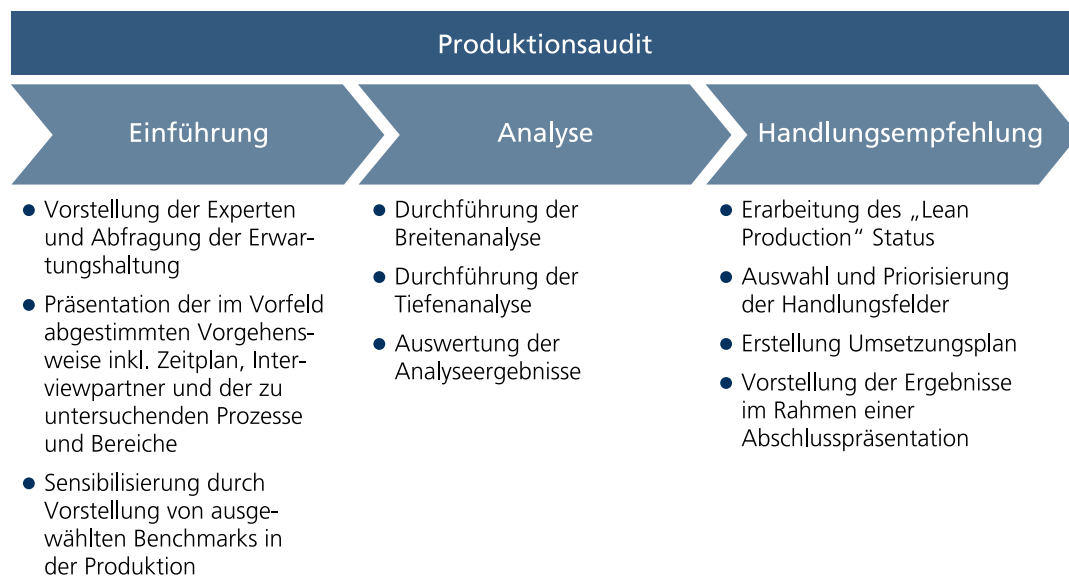 Produktionsaudit
Einführung
Analyse
Handlungsempfehlung
• Vorstellung der Experten
und Abfragung der Erwar-
tungshaltung
• Präsentation der im Vorfeld
abgestimmten Vorgehens-
weise inkl. Zeitplan, Inter-
viewpartner und der zu
untersuchenden Prozesse
und Bereiche
• Sensibilisierung durch
Vorstellung von ausge-
wählten Benchmarks in
der Produktion
• Durchführung der
Breitenanalyse
• Durchführung der
Tiefenanalyse
• Auswertung der
Analyseergebnisse
• Erarbeitung des „Lean
Production“ Status
• Auswahl und Priorisierung
der Handlungsfelder
• Erstellung Umsetzungsplan
• Vorstellung der Ergebnisse
im Rahmen einer
Abschlusspräsentation